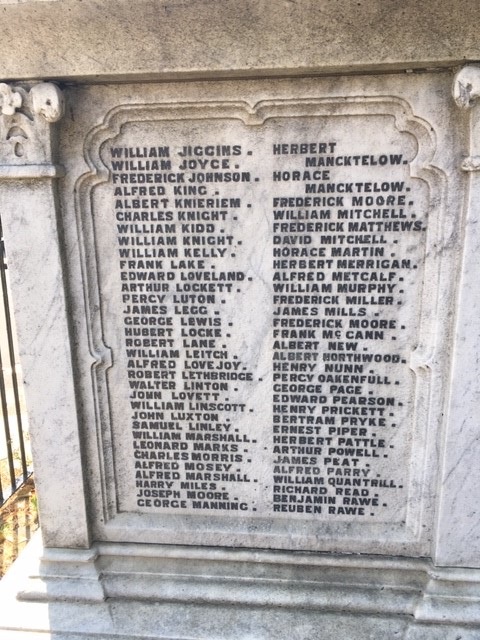 WILLIAM JIGGINS.
WILLIAM JOYCE.
FREDERICK JOHNSON.
ALFRED KING.
ALBERT KNIERIEM.
CHARLES KNIGHT.
WILLIAM KIDD.
WILLIAM KNIGHT.
WILLIAM KELLY.
FRANK LAKE.
EDWARD LOVELAND.
ARTHUR LOCKETT.
PERCY LUTON.
JAMES LEGG.
GEORGE LEWIS.
HUBERT LOCKE.
ROBERT LANE.
WILLIAM LEITCH.
ALFRED LOVEJOY.
ROBERT LETHBRIDGE.
WALTER LINTON.
JOHN LOVETT.
WILLIAM LINSCOTT.
JOHN LUXTON.
SAMUEL LINLEY.
WILLIAM MARSHALL.
LEONARD MARKS.
CHARLES MORRIS.
ALFRED MOSEY.
ALFRED MARSHALL.
HARRY MILES.
JOSEPH MOORE.
GEORGE MANNING.
HERBERT
MANCKTELOW.
HORACE
MANCKTELOW.
FREDERICK MOORE.
WILLIAM MITCHELL.
FREDERICK MATTHEWS.
DAVID MITCHELL.
HORACE MARTIN.
HERBERT MERRIGAN.
ALFRED METCALF.
WILLIAM MURPHY.
FREDERICK MILLER.
JAMES MILLS.
FREDERICK MOORE.
FRANK McCANN.
ALBERT NEW.
ALBERT NORTHWOOD.
HENRY NUNN.
PERCY OAKENFULL.
GEORGE PAGE.
EDWARD PEARSON.
HENRY PRICKETT.
BERTRAM PRYKE.
ERNEST PIPER.
HERBERT PATTLE.
ARTHUR POWELL.
JAMES PEAT.
ALFRED PARRY.
WILLIAM QUANTRILL.
RICHARD READ.
BENJAMIN RAWE.
REUBEN RAWE.